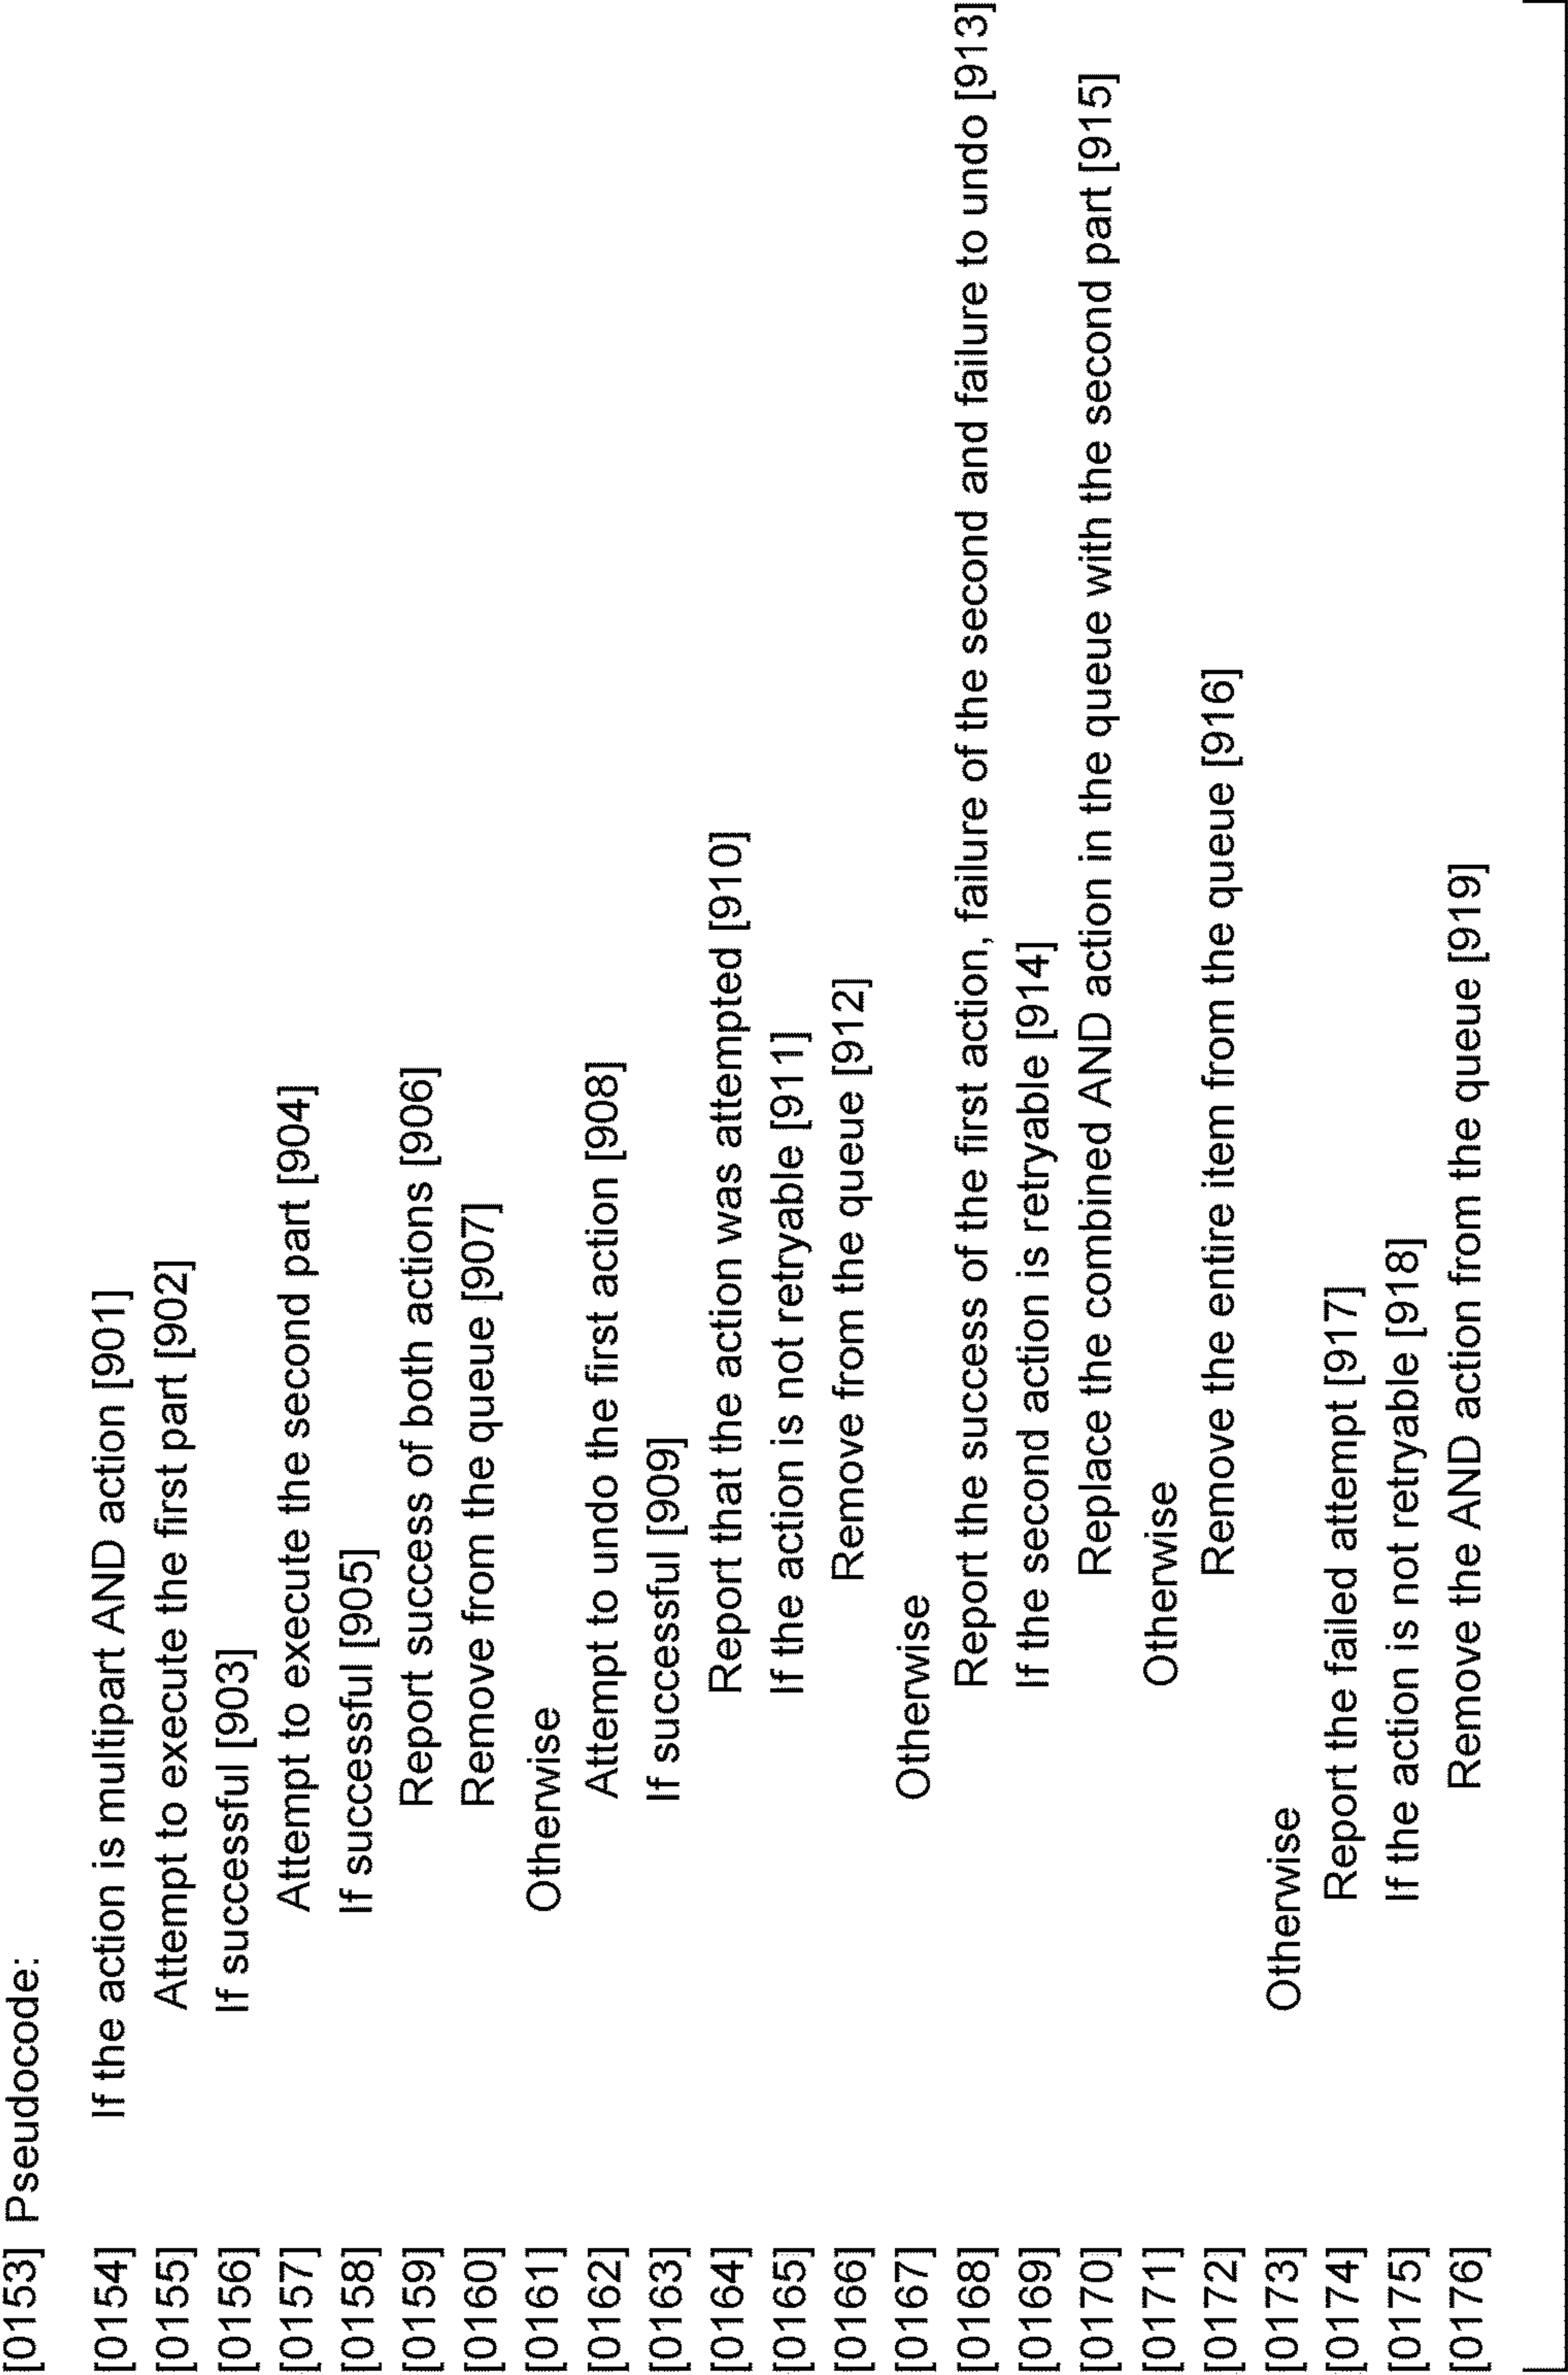 [0153] Pseudocode:
[0154] If the action is multipart AND action [901]
[0155] Attempt to execute the first part [902]
[0156] If successful [903]
[0157] Attempt to execute the second part [904]
[0158] If successful [905]
[0159] Report success of both actions [906]
[0160] Remove from the queue [907]
[0161] Otherwise
[0162] Attempt to undo the first action [908]
[0163] If successful [909]
[0164] Report that the action was attempted [910]
[0165] If the action is not retryable [911]
[0166] Remove from the queue [912]
[0167] Otherwise
[0168] Report the success of the first action, failure of the second and failure to undo [913]
[0169] If the second action is retryable [914]
[0170] Replace the combined AND action in the queue with the second part [915]
[0171] Otherwise
[0172] Remove the entire item from the queue [916]
[0173] Otherwise
[0174] Report the failed attempt [917]
[0175] If the action is not retryable [918]
[0176] Remove the AND action from the queue [919]